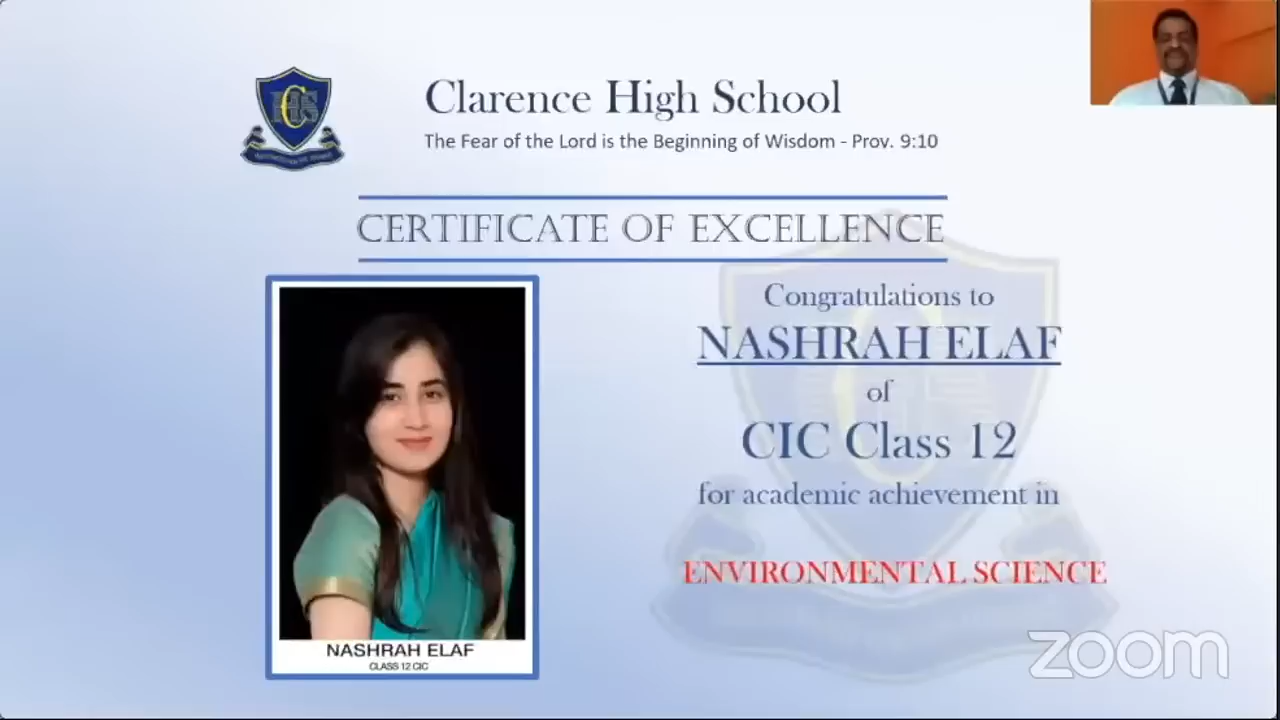 Clarence High School
The Fear of the Lord is the Beginning of Wisdom - Prov. 9:10
CERTIFICATE OF EXCELLENCE
Congratulations to
NASHRAH ELAF
of
CIC Class 12
for academic achievement in
ENVIRONMENTAL SCIENCE
NASHRAH ELAF
CLASS 12 CIC
zoom